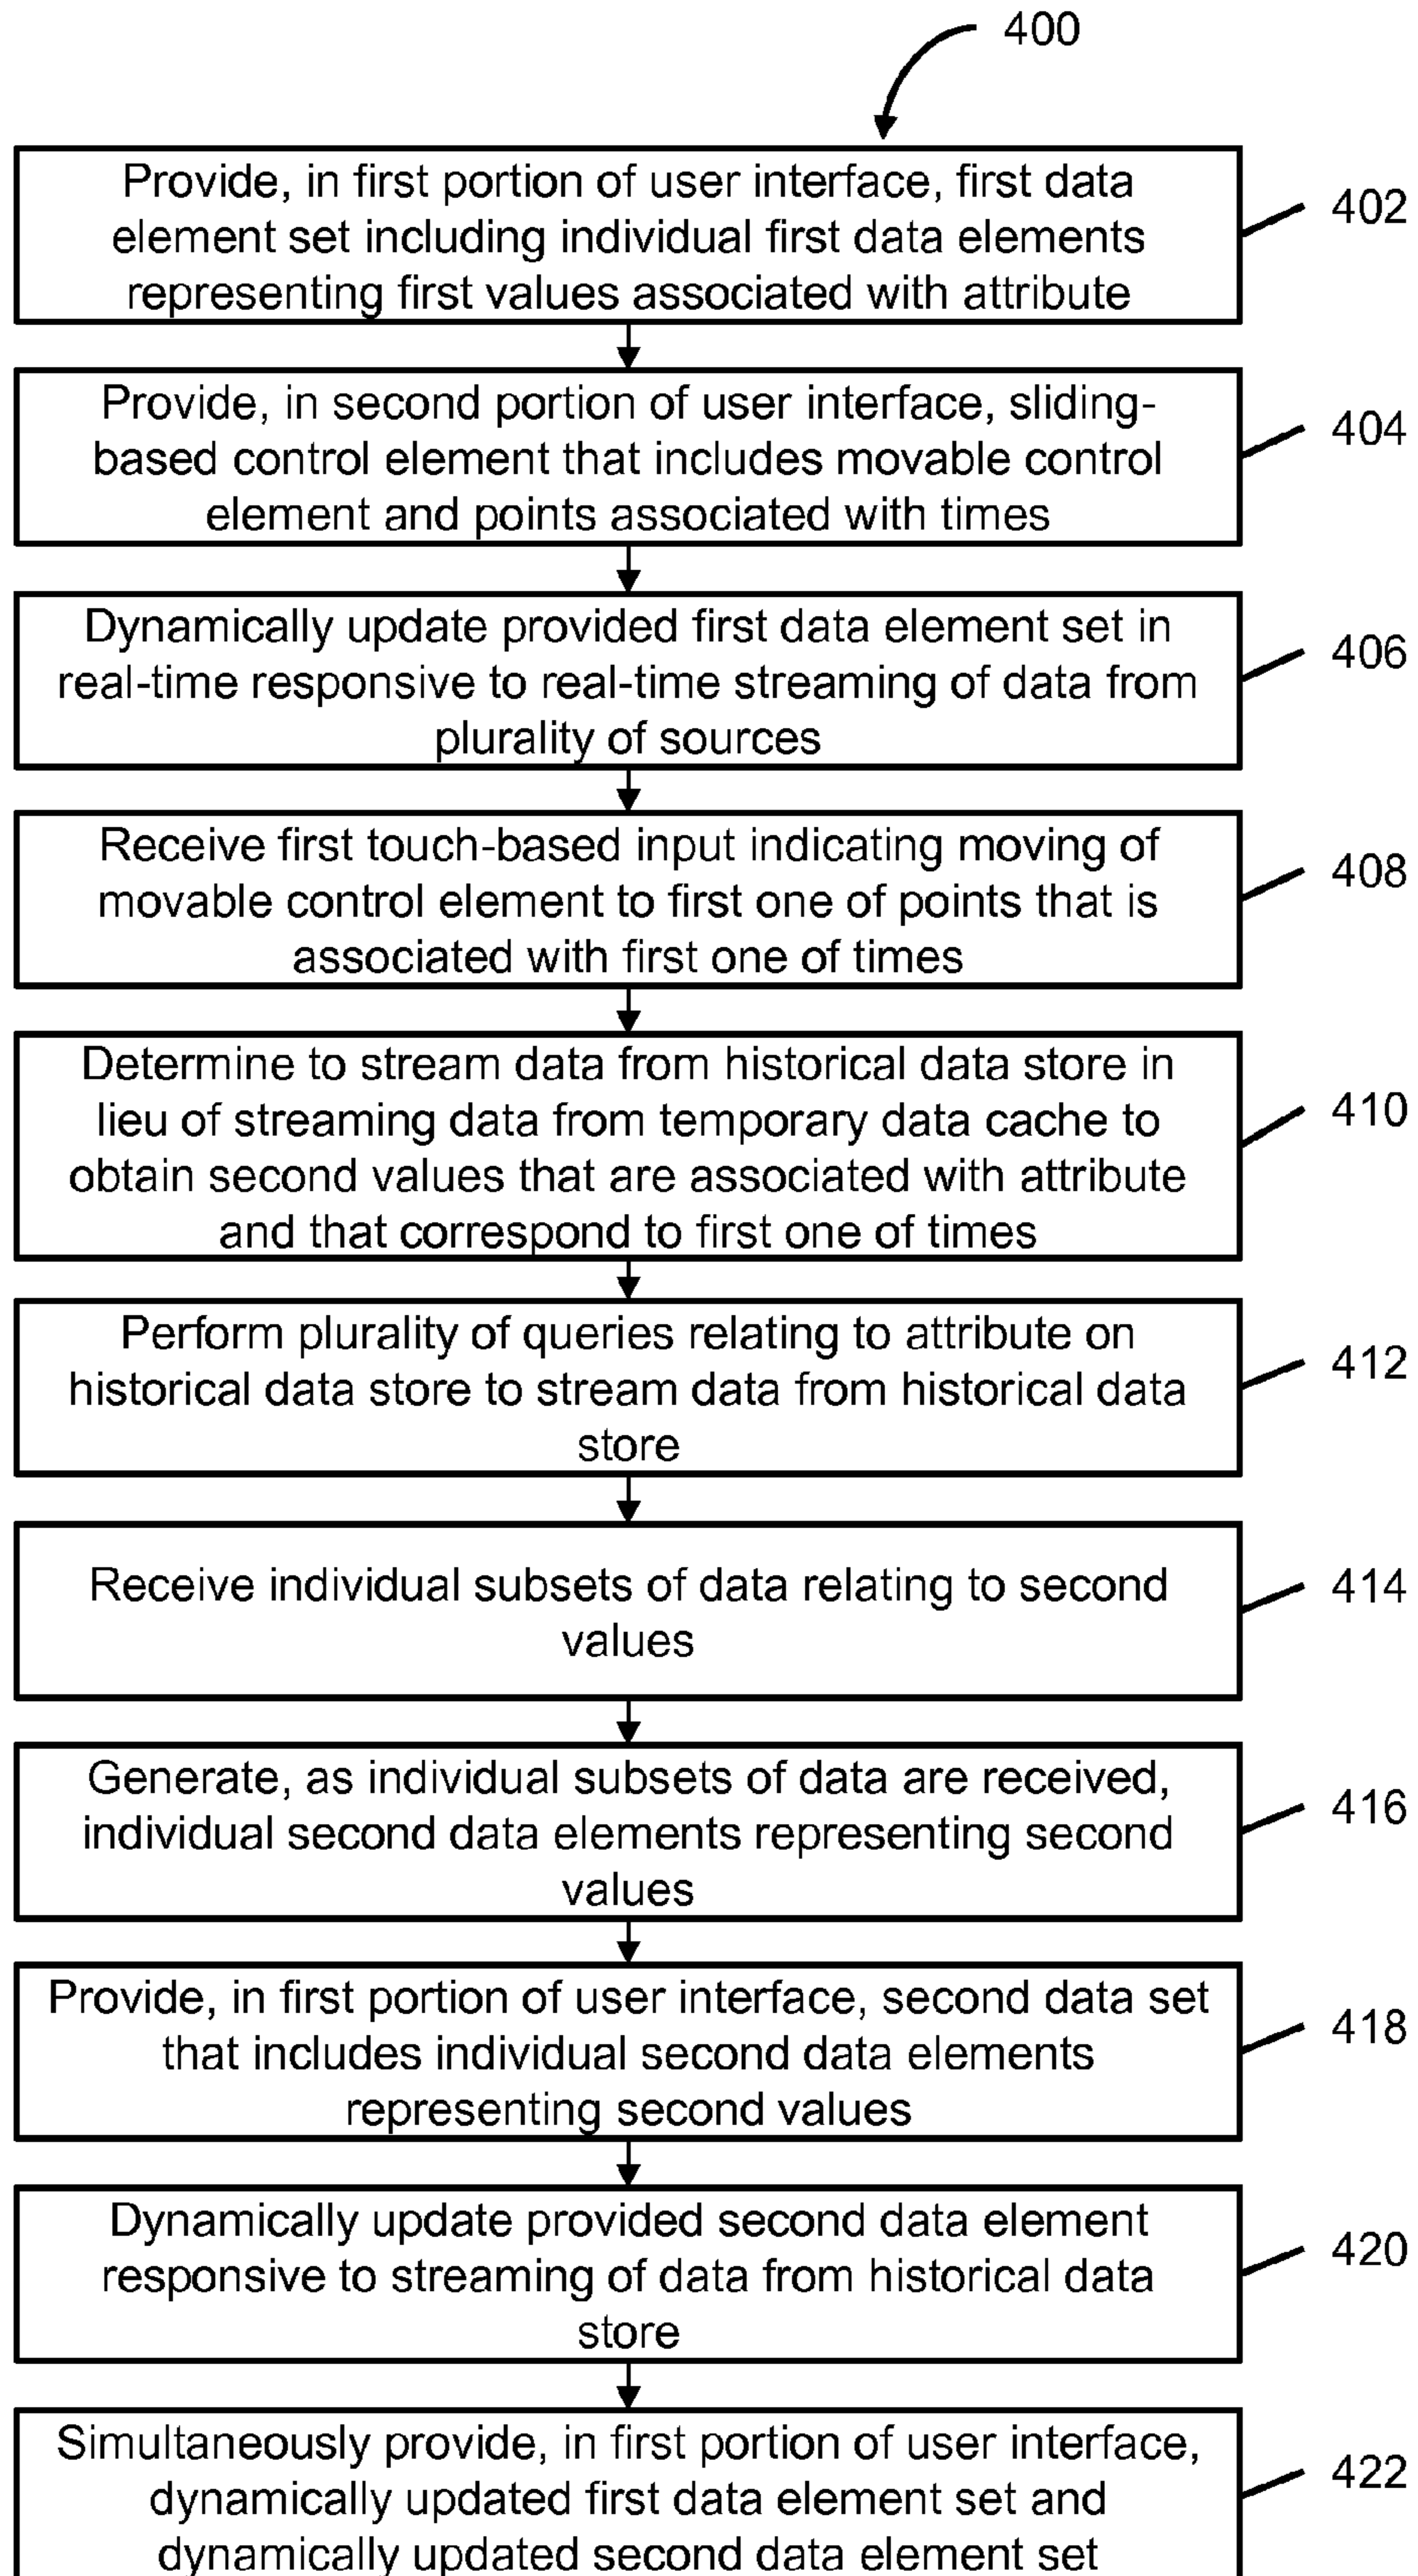 400
Provide, in first portion of user interface, first data
element set including individual first data elements
representing first values associated with attribute
402
Provide, in second portion of user interface, sliding-
based control element that includes movable control
element and points associated with times
404
Dynamically update provided first data element set in
real-time responsive to real-time streaming of data from
plurality of sources
406
Receive first touch-based input indicating moving of
movable control element to first one of points that is
associated with first one of times
408
Determine to stream data from historical data store in
lieu of streaming data from temporary data cache to
obtain second values that are associated with attribute
and that correspond to first one of times
410
Perform plurality of queries relating to attribute on
historical data store to stream data from historical data
store
412
Receive individual subsets of data relating to second
values
414
Generate, as individual subsets of data are received,
individual second data elements representing second
values
416
Provide, in first portion of user interface, second data set
that includes individual second data elements
representing second values
418
Dynamically update provided second data element
responsive to streaming of data from historical data
store
420
Simultaneously provide, in first portion of user interface,
dynamically updated first data element set and
dynamically updated second data element set
422